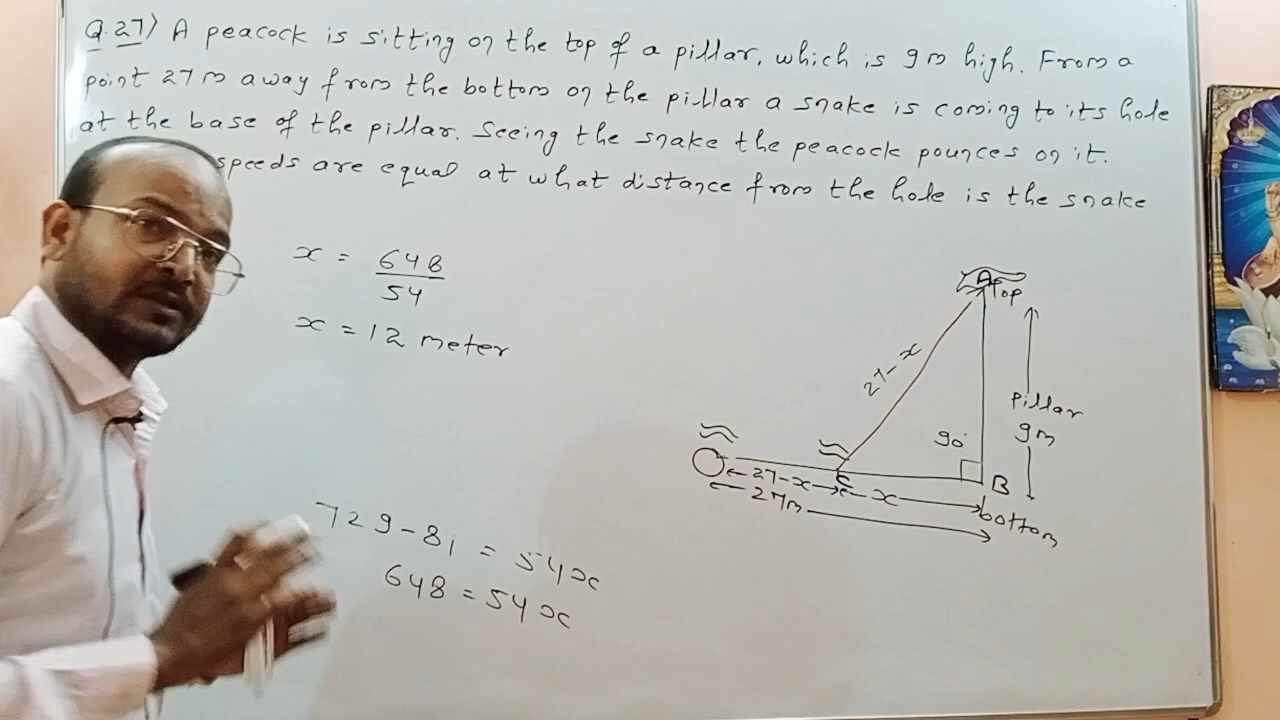 Q.27) A peacock is sitting on the top of a pillar, which is 9m high. From a
point 27m away from the bottom on the pillar a snake is coming to its hole
at the base of the pillar. Seeing the snake the peacock pounces on it.
speeds are equal at what distance from the hole is the snake
x = 648
54
x = 12 meter
729-81 = 54x
648 = 54x
A
Top
27-x
Pillar
9m
90°
B
C
27-x
x
27m
bottom